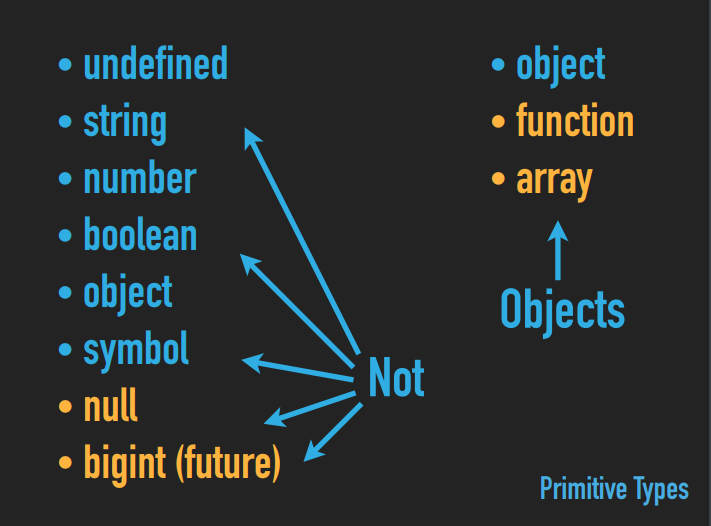 • undefined
• string
• number
• boolean
• object
• symbol
• null
• bigint (future)
Not
• object
• function
• array
Objects
Primitive Types